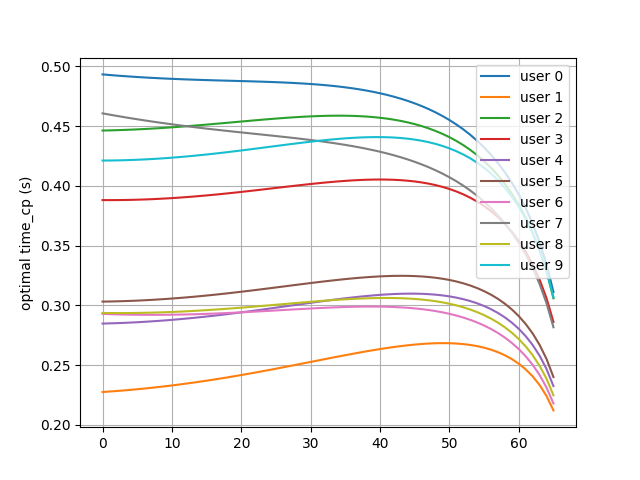 0.50
0.45
0.40
0.35
0.30
0.25
0.20
optimal time_cp (s)
0
10
20
30
40
50
60
user 0
user 1
user 2
user 3
user 4
user 5
user 6
user 7
user 8
user 9